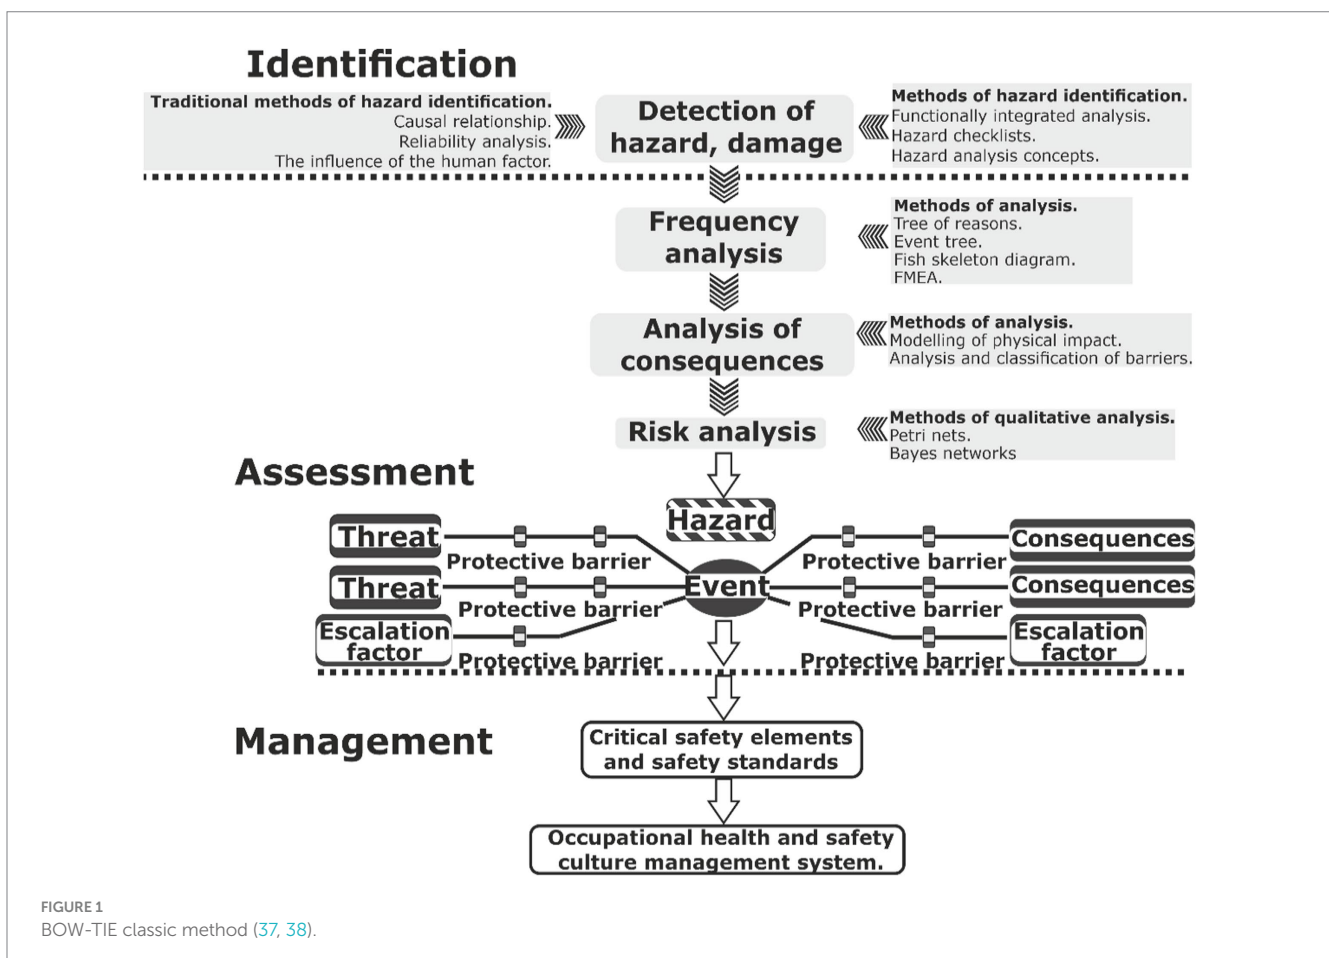 Identification
Traditional methods of hazard identification.
Causal relationship.
Reliability analysis.
The influence of the human factor.
Detection of
hazard, damage
Methods of hazard identification.
Functionally integrated analysis.
Hazard checklists.
Hazard analysis concepts.
Frequency
analysis
Methods of analysis.
Tree of reasons.
Event tree.
Fish skeleton diagram.
FMEA.
Analysis of
consequences
Methods of analysis.
Modelling of physical impact.
Analysis and classification of barriers.
Risk analysis
Methods of qualitative analysis.
Petri nets.
Bayes networks
Assessment
Hazard
Threat
Protective barrier
Protective barrier
Consequences
Threat
Protective barrier
Event
Protective barrier
Consequences
Escalation
factor
Protective barrier
Protective barrier
Escalation
factor
Management
Critical safety elements
and safety standards
Occupational health and safety
culture management system.
FIGURE 1
BOW-TIE classic method (37, 38).